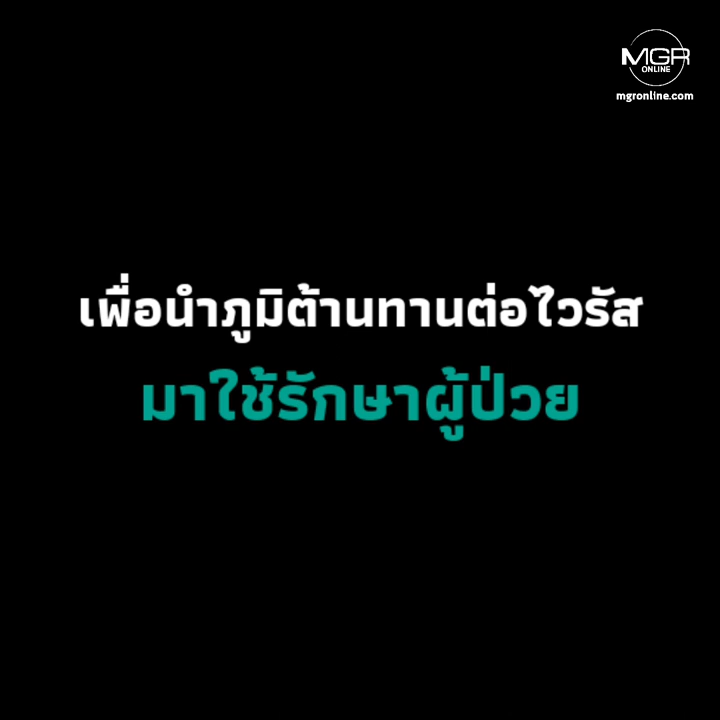 MGR
ONLINE
mgronline.com
เพื่อนำภูมิต้านทานต่อไวรัส
มาใช้รักษาผู้ป่วย